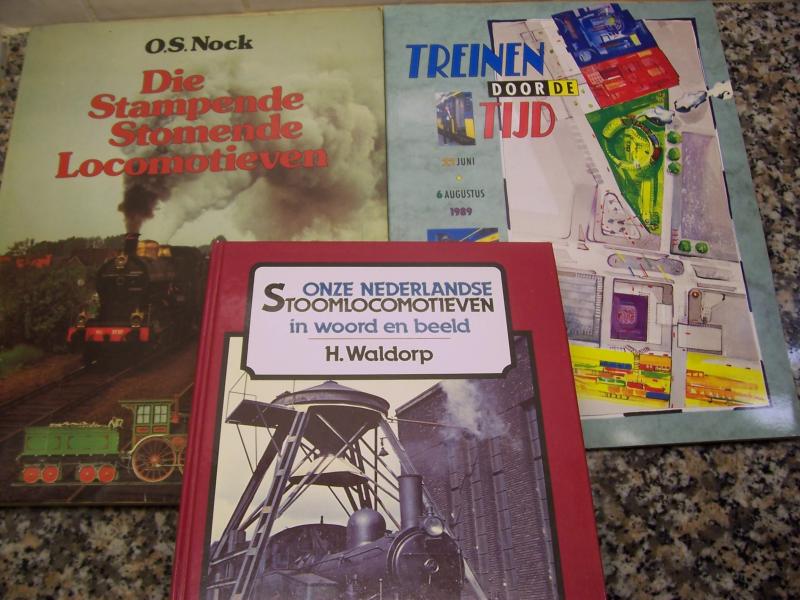 O.S. Nock
Die
Stampende
Stomende
Locomotieven
TREINEN
DOOR DE
TIJD
JUNI
6 AUGUSTUS
1989
ONZE NEDERLANDSE
STOOMLOCOMOTIEVEN
in woord en beeld
H. Waldorp